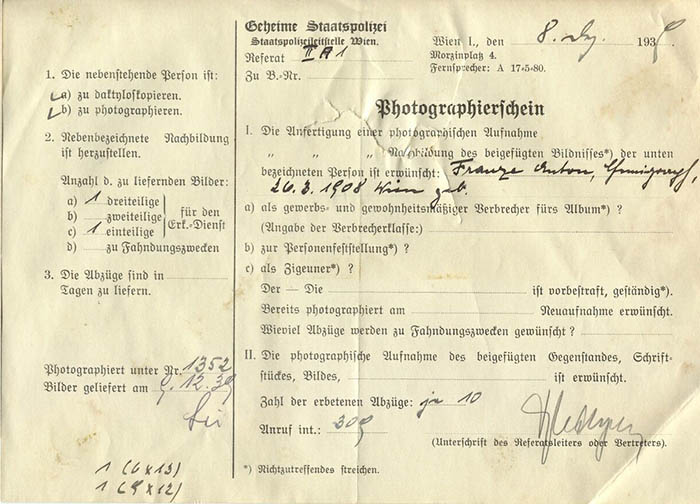 1. Die nebenstehende Person ist:
a) zu daktyloskopieren.
b) zu photographieren.
2. Nebenbezeichnete Nachbildung
ist herzustellen.
Anzahl d. zu liefernden Bilder:
a) 1 dreiteilige
b) zweiteilige
c) 1 einteilige
für den
Erk.-Dienst
d) zu Fahndungszwecken
3. Die Abzüge sind in
Tagen zu liefern.
Photographiert unter Nr. 1352
Bilder geliefert am 9.12.39
1 (6x13)
1 (9x12)
Geheime Staatspolizei
Staatspolizeileitstelle Wien.
Referat II A 1
Zu B.-Nr.
Wien I., den 8. Dez. 1939
Morzinplatz 4.
Fernsprecher: A 17-5-80.
Photographierschein
I. Die Anfertigung einer photographischen Aufnahme
„ „ „ Nachbildung des beigefügten Bildnisses*) der unten
bezeichneten Person ist erwünscht: Franze Anton,
26.3.1908 Wien geb.
a) als gewerbs- und gewohnheitsmäßiger Verbrecher fürs Album*) ?
(Angabe der Verbrecherklasse:)
b) zur Personenfeststellung*) ?
c) als Zigeuner*) ?
Der — Die ist vorbestraft, geständig*).
Bereits photographiert am Neuaufnahme erwünscht.
Wieviel Abzüge werden zu Fahndungszwecken gewünscht ?
II. Die photographische Aufnahme des beigefügten Gegenstandes, Schrift-
stückes, Bildes, ist erwünscht.
Zahl der erbetenen Abzüge: je 10
Anruf int.: 309
(Unterschrift des Referatsleiters oder Vertreters).
*) Nichtzutreffendes streichen.